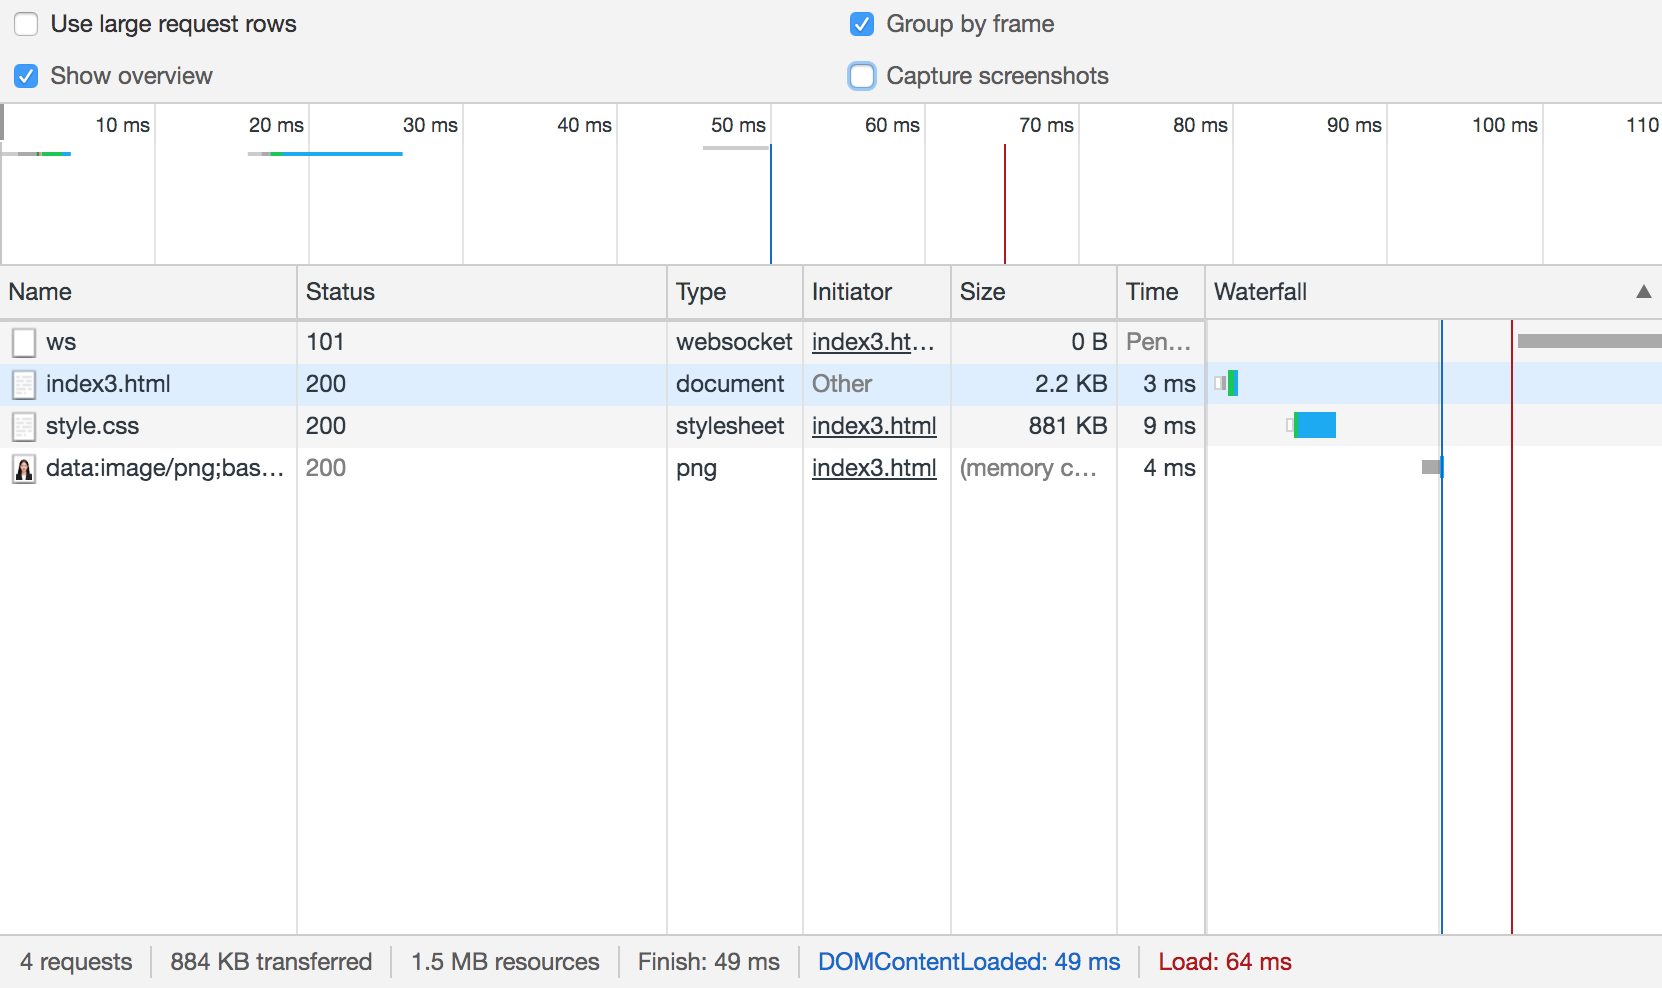 Use large request rows
Group by frame
Show overview
Capture screenshots
10 ms 20 ms 30 ms 40 ms 50 ms 60 ms 70 ms 80 ms 90 ms 100 ms 110
Name Status Type Initiator Size Time Waterfall ▲
ws 101 websocket index3.ht… 0 B Pen…
index3.html 200 document Other 2.2 KB 3 ms
style.css 200 stylesheet index3.html 881 KB 9 ms
data:image/png;bas… 200 png index3.html (memory c… 4 ms
4 requests 884 KB transferred 1.5 MB resources Finish: 49 ms DOMContentLoaded: 49 ms Load: 64 ms